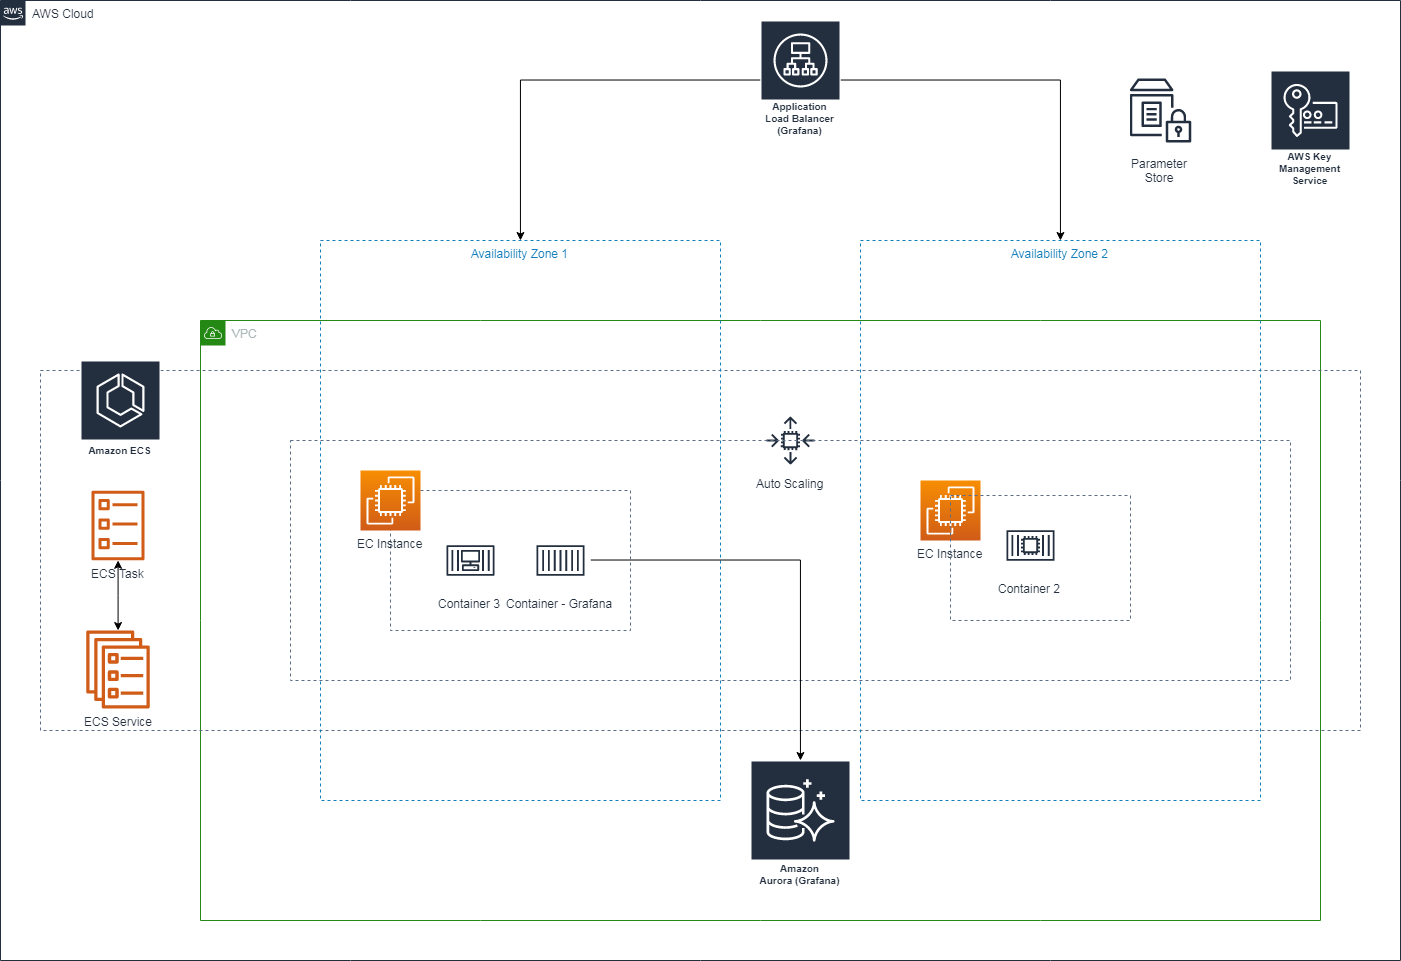 aws
AWS Cloud
Application
Load Balancer
(Grafana)
Parameter
Store
AWS Key
Management
Service
Availability Zone 1
Availability Zone 2
VPC
Amazon ECS
Auto Scaling
EC Instance
EC Instance
ECS Task
Container 3
Container - Grafana
Container 2
ECS Service
Amazon
Aurora (Grafana)